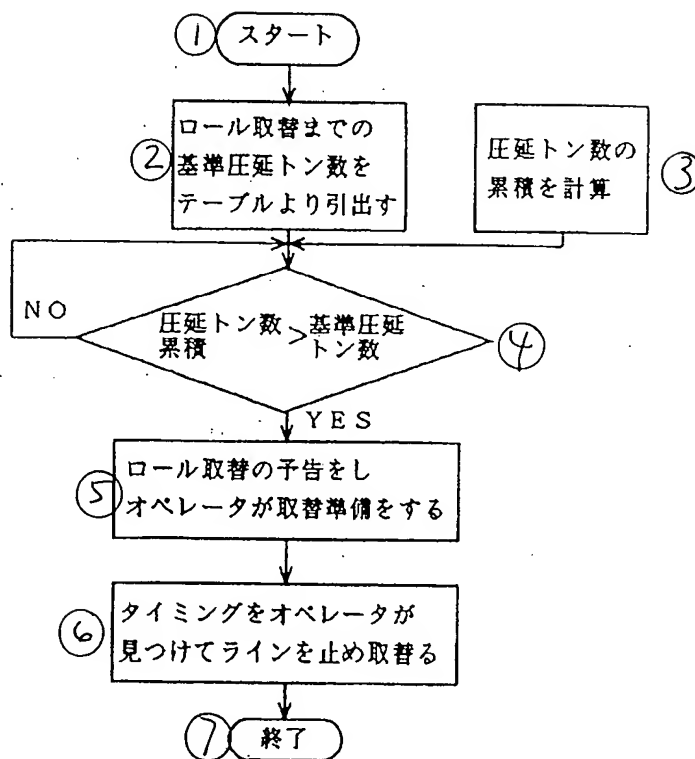 ① スタート
② ロール取替までの
基準圧延トン数を
テーブルより引出す
③ 圧延トン数の
累積を計算
NO
④ 圧延トン数 > 基準圧延
累積 トン数
YES
⑤ ロール取替の予告をし
オペレータが取替準備をする
⑥ タイミングをオペレータが
見つけてラインを止め取替る
⑦ 終了